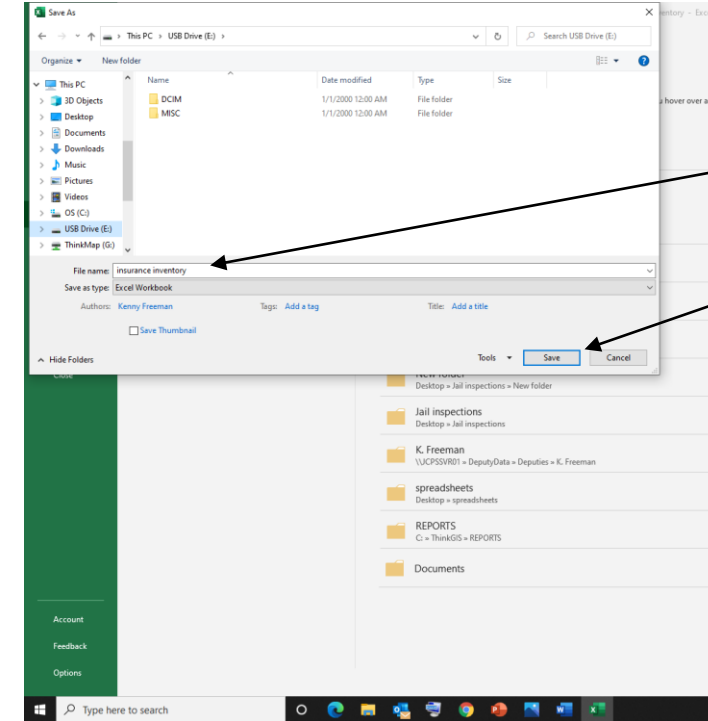 Save As
entory - Exc
This PC > USB Drive (E:) >
Search USB Drive (E:)
Organize
New folder
Name
Date modified
Type
Size
This PC
3D Objects
Desktop
Documents
Downloads
Music
Pictures
Videos
OS (C:)
USB Drive (E:)
ThinkMap (G:)
DCIM
1/1/2000 12:00 AM
File folder
MISC
1/1/2000 12:00 AM
File folder
u hover over a
File name: insurance inventory
Save as type: Excel Workbook
Authors: Kenny Freeman
Tags: Add a tag
Title: Add a title
Save Thumbnail
Hide Folders
Tools
Save
Cancel
Close
New folder
Desktop » Jail inspections » New folder
Jail inspections
Desktop » Jail inspections
K. Freeman
\\UCPSSVR01 » DeputyData » Deputies » K. Freeman
spreadsheets
Desktop » spreadsheets
REPORTS
C: » ThinkGIS » REPORTS
Documents
Account
Feedback
Options
Type here to search